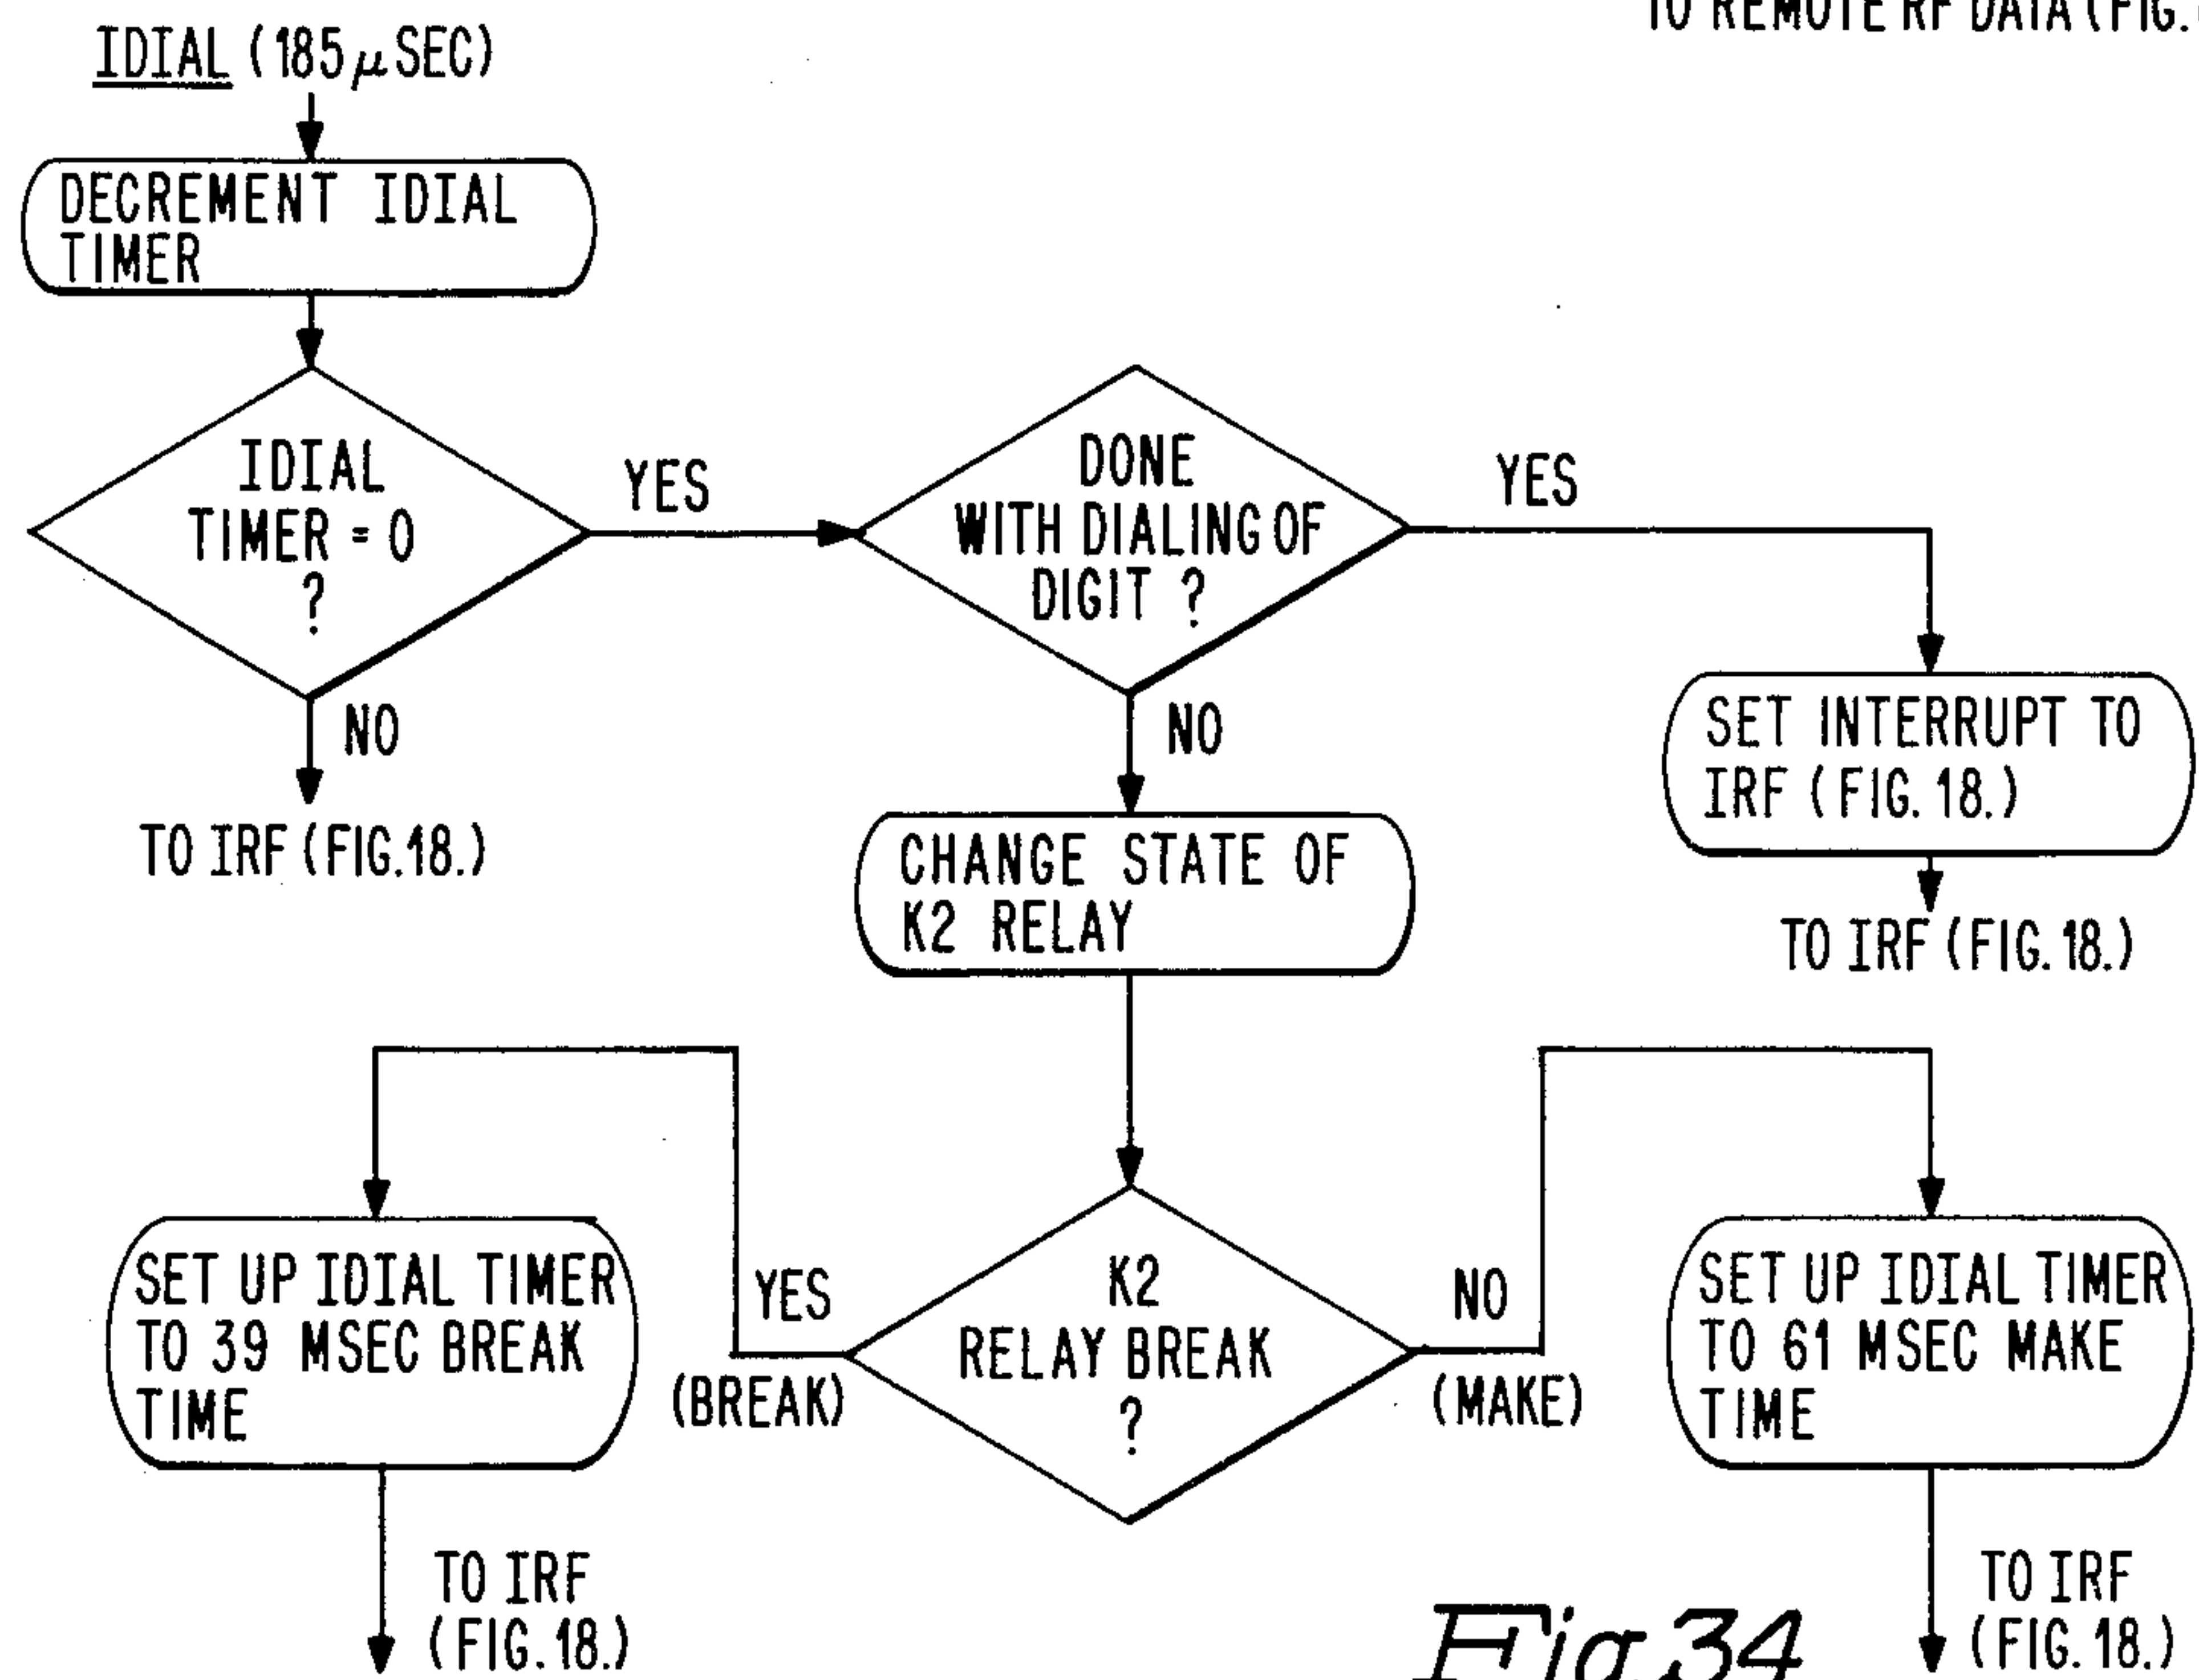 TO REMOTE RF DATA (FIG.
IDIAL (185 μSEC)
DECREMENT IDIAL
TIMER
IDIAL
TIMER = 0
?
YES
NO
TO IRF (FIG.18.)
DONE
WITH DIALING OF
DIGIT ?
YES
NO
SET INTERRUPT TO
IRF (FIG. 18.)
TO IRF (FIG.18.)
CHANGE STATE OF
K2 RELAY
K2
RELAY BREAK
?
YES
(BREAK)
NO
(MAKE)
SET UP IDIAL TIMER
TO 39 MSEC BREAK
TIME
TO IRF
(FIG.18.)
SET UP IDIAL TIMER
TO 61 MSEC MAKE
TIME
TO IRF
(FIG.18.)
Fig.34